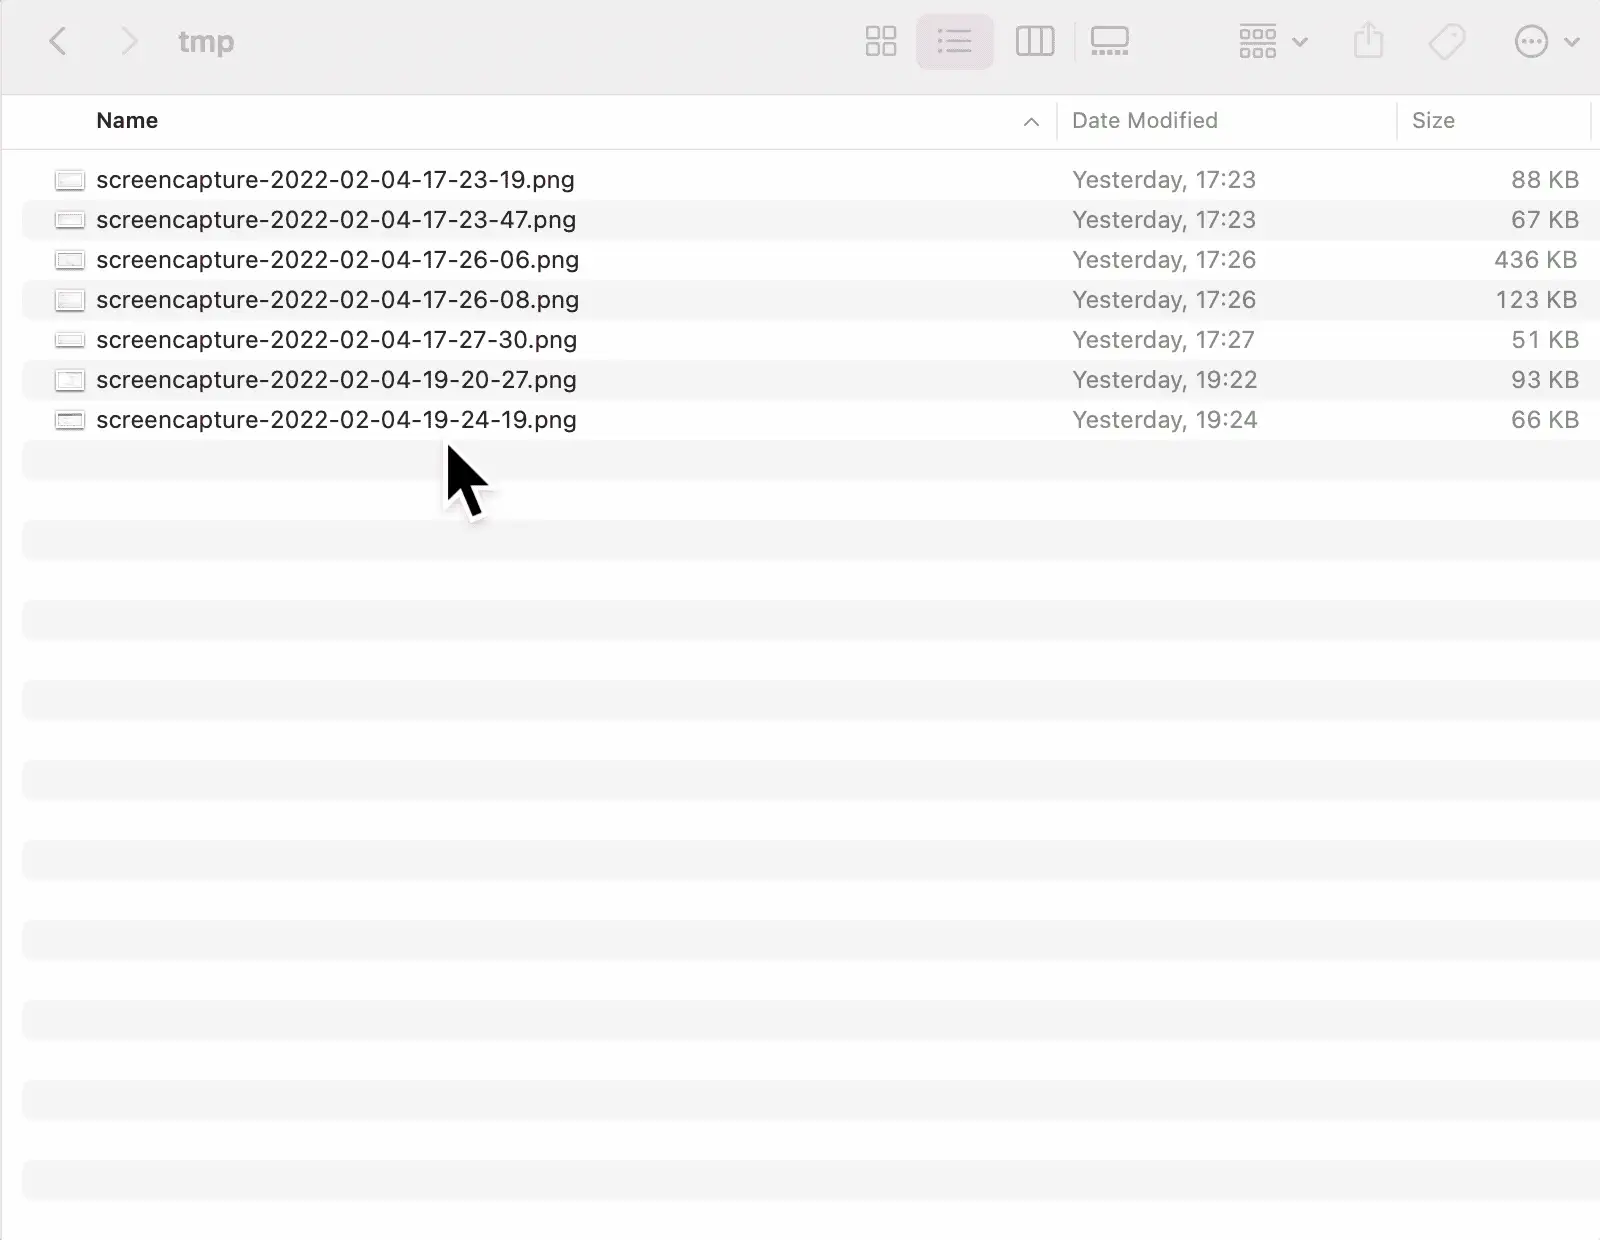 tmp
Name Date Modified Size
screencapture-2022-02-04-17-23-19.png Yesterday, 17:23 88 KB
screencapture-2022-02-04-17-23-47.png Yesterday, 17:23 67 KB
screencapture-2022-02-04-17-26-06.png Yesterday, 17:26 436 KB
screencapture-2022-02-04-17-26-08.png Yesterday, 17:26 123 KB
screencapture-2022-02-04-17-27-30.png Yesterday, 17:27 51 KB
screencapture-2022-02-04-19-20-27.png Yesterday, 19:22 93 KB
screencapture-2022-02-04-19-24-19.png Yesterday, 19:24 66 KB